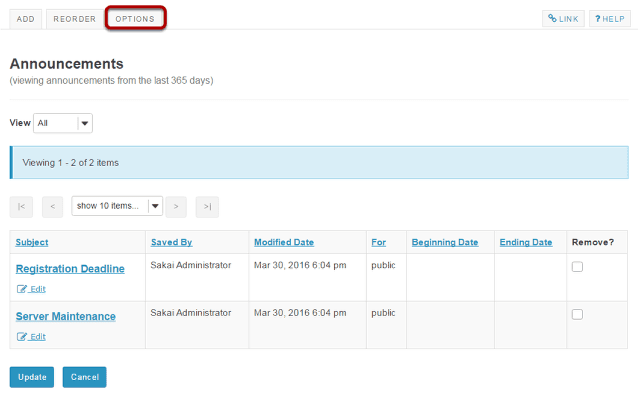 ADD REORDER OPTIONS LINK ? HELP
Announcements
(viewing announcements from the last 365 days)
View All
Viewing 1 - 2 of 2 items
|< < show 10 items... > >|
Subject Saved By Modified Date For Beginning Date Ending Date Remove?
Registration Deadline Sakai Administrator Mar 30, 2016 6:04 pm public
Edit
Server Maintenance Sakai Administrator Mar 30, 2016 6:04 pm public
Edit
Update Cancel